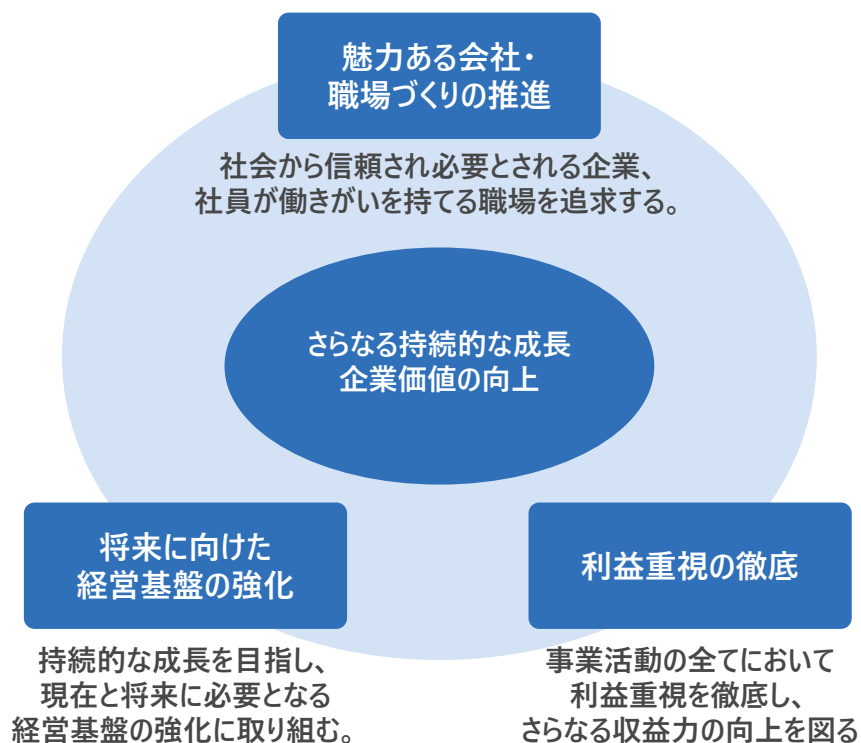 魅力ある会社・
職場づくりの推進
社会から信頼され必要とされる企業、
社員が働きがいを持てる職場を追求する。
さらなる持続的な成長
企業価値の向上
将来に向けた
経営基盤の強化
持続的な成長を目指し、
現在と将来に必要となる
経営基盤の強化に取り組む。
利益重視の徹底
事業活動の全てにおいて
利益重視を徹底し、
さらなる収益力の向上を図る